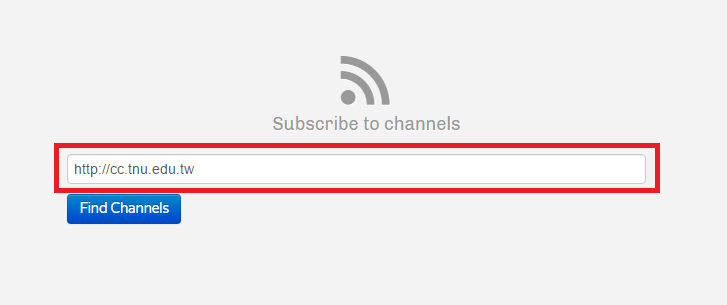 Subscribe to channels
http://cc.tnu.edu.tw
Find Channels